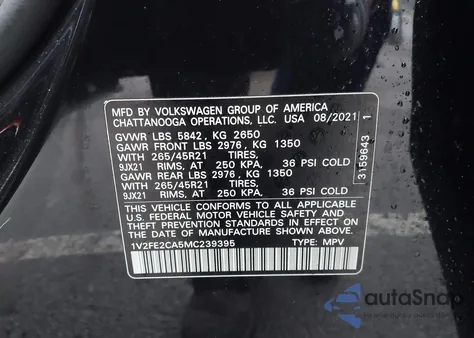 MFD. BY VOLKSWAGEN GROUP OF AMERICA
CHATTANOOGA OPERATIONS, LLC. USA 08/2021
GVWR LBS 5842, KG 2650
GAWR FRONT LBS 2976, KG 1350
WITH 265/45R21 TIRES,
9JX21 RIMS, AT 250 KPA, 36 PSI COLD
GAWR REAR LBS 2976, KG 1350
WITH 265/45R21 TIRES,
9JX21 RIMS, AT 250 KPA, 36 PSI COLD
THIS VEHICLE CONFORMS TO ALL APPLICABLE
U.S. FEDERAL MOTOR VEHICLE SAFETY AND
THEFT PREVENTION STANDARDS IN EFFECT ON
THE DATE OF MANUFACTURE SHOWN ABOVE.
1V2FE2CA5MC239395 TYPE: MPV
3159643 1
autoSnap